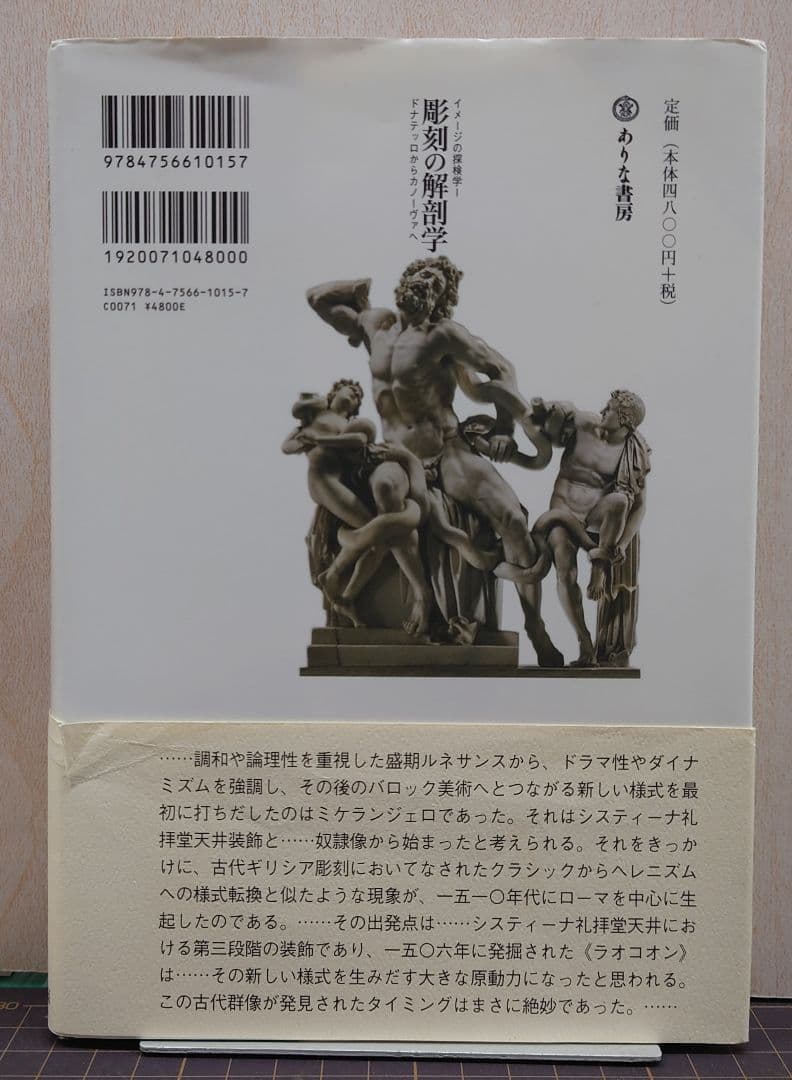 定価（本体四八〇〇円＋税）
ありな書房
イメージの探検学Ⅰ
彫刻の解剖学
ドナテッロからカノーヴァへ
9784756610157
1920071048000
ISBN978-4-7566-1015-7
C0071 ¥4800E
……調和や論理性を重視した盛期ルネサンスから、ドラマ性やダイナ
ミズムを強調し、その後のバロック美術へとつながる新しい様式を最
初に打ちだしたのはミケランジェロであった。それはシスティーナ礼
拝堂天井装飾と……奴隷像から始まったと考えられる。それをきっか
けに、古代ギリシア彫刻においてなされたクラシックからヘレニズム
への様式転換と似たような現象が、一五一〇年代にローマを中心に生
起したのである。……その出発点は……システィーナ礼拝堂天井にお
ける第三段階の装飾であり、一五〇六年に発掘された《ラオコオン》
は……その新しい様式を生みだす大きな原動力になったと思われる。
この古代群像が発見されたタイミングはまさに絶妙であった。……